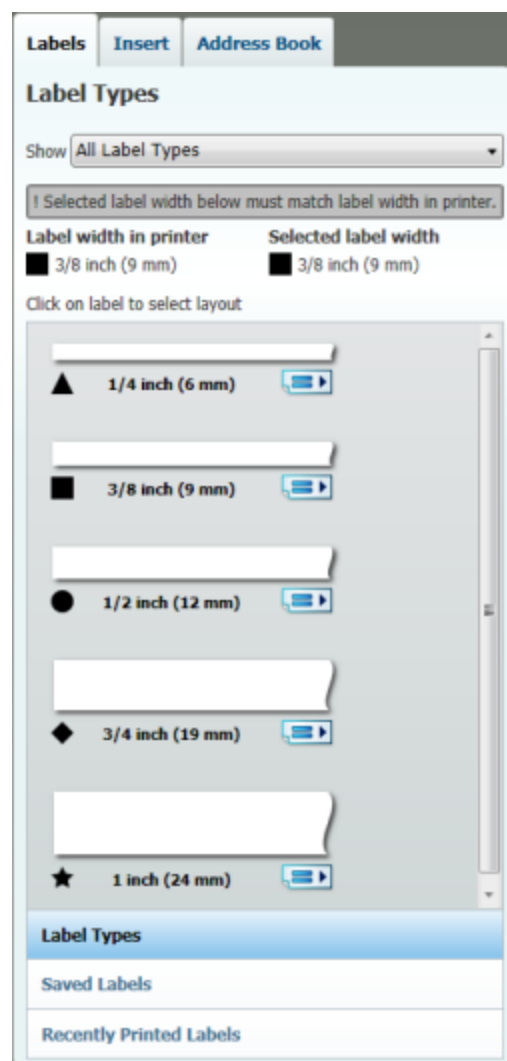 Labels Insert Address Book
Label Types
Show All Label Types
! Selected label width below must match label width in printer.
Label width in printer Selected label width
3/8 inch (9 mm) 3/8 inch (9 mm)
Click on label to select layout
1/4 inch (6 mm)
3/8 inch (9 mm)
1/2 inch (12 mm)
3/4 inch (19 mm)
1 inch (24 mm)
Label Types
Saved Labels
Recently Printed Labels